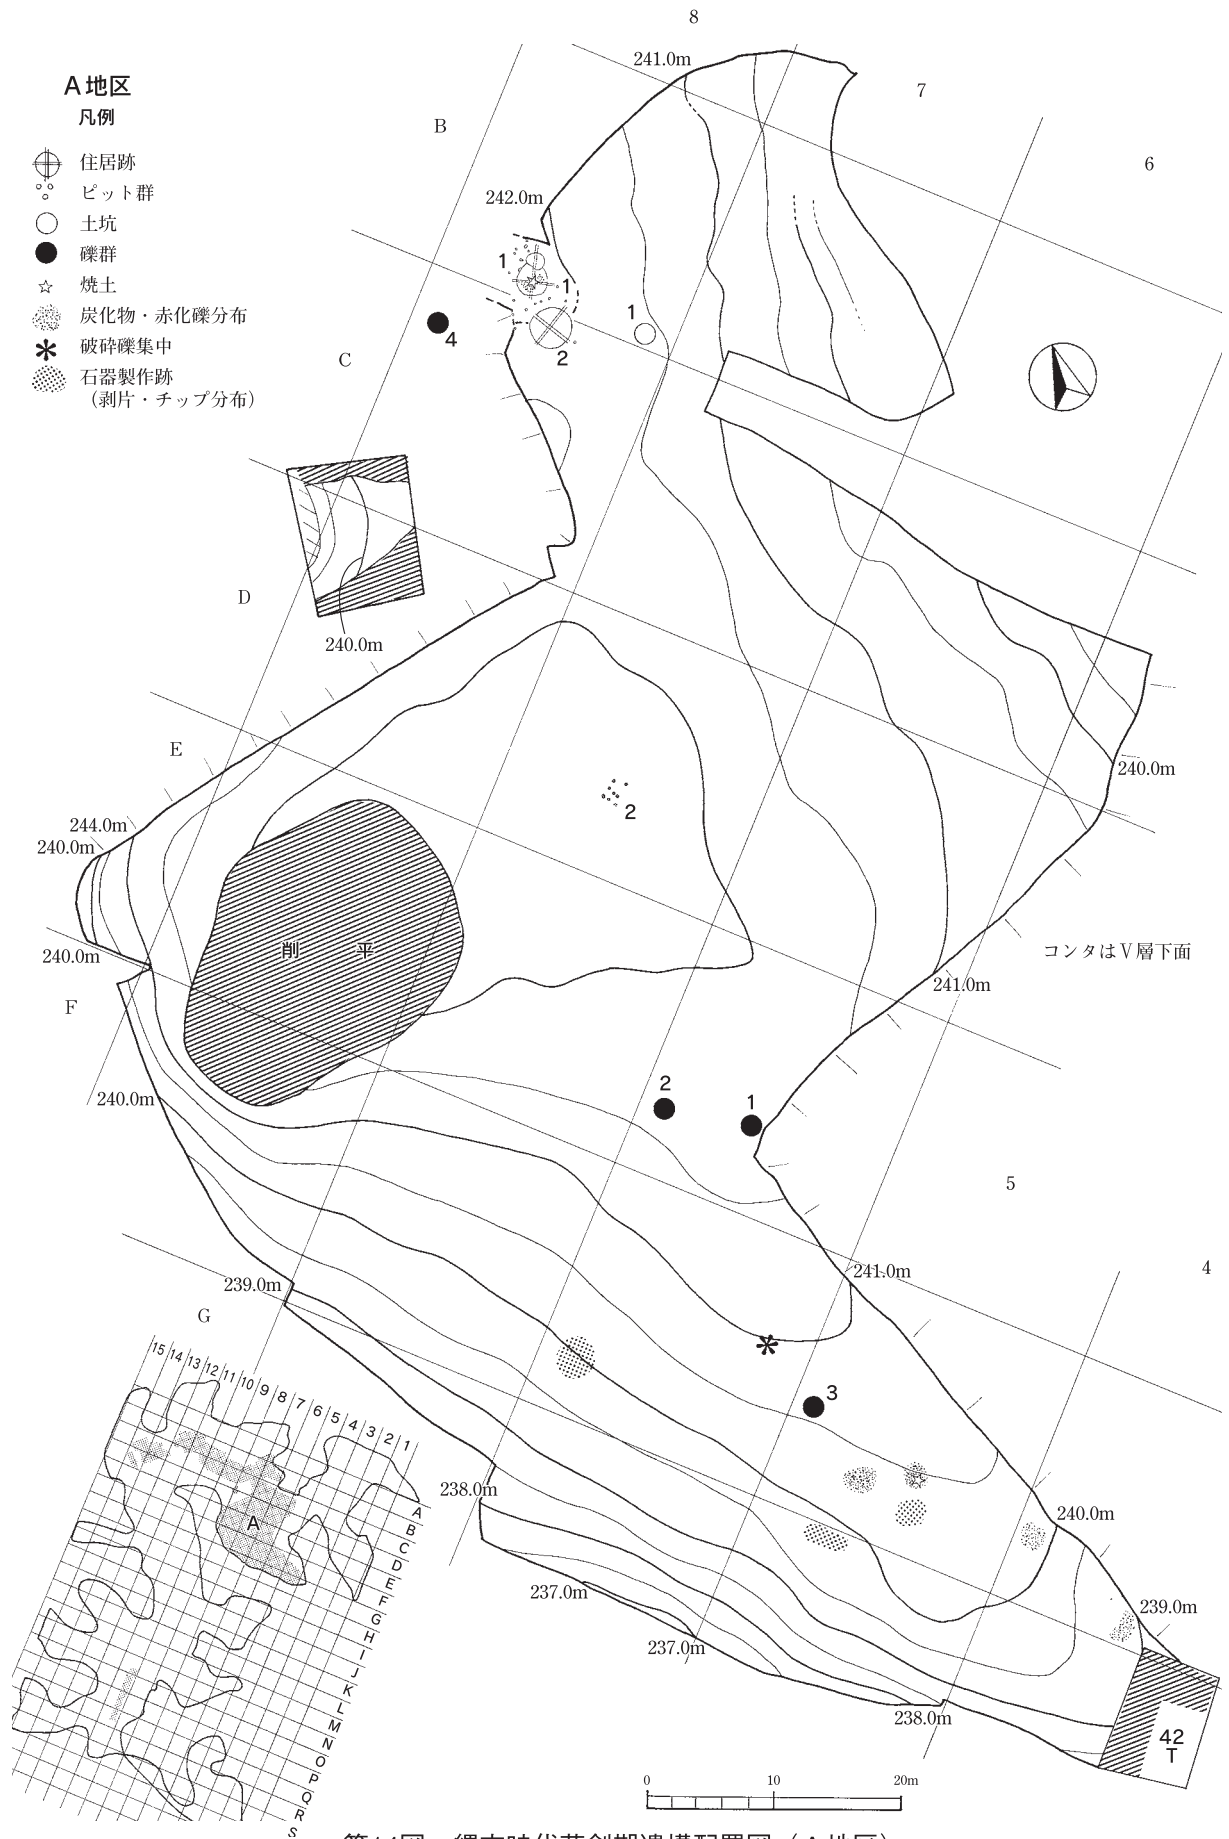 8
241.0m
A地区
凡例
7
B
6
住居跡
ピット群
242.0m
土坑
礫群
1
焼土
1
炭化物・赤化礫分布
1
4
破砕礫集中
2
C
石器製作跡
（剥片・チップ分布）
D
240.0m
E
240.0m
2
244.0m
240.0m
削 平
コンタはⅤ層下面
240.0m
241.0m
F
240.0m
2
1
5
4
241.0m
239.0m
G
15 14 13 12 11 10 9 8 7 6 5 4 3 2 1
3
238.0m
A
240.0m
A
B
C
D
E
F
G
H
I
J
K
L
M
N
O
P
Q
R
S
237.0m
239.0m
237.0m
238.0m
42
T
0 10 20m